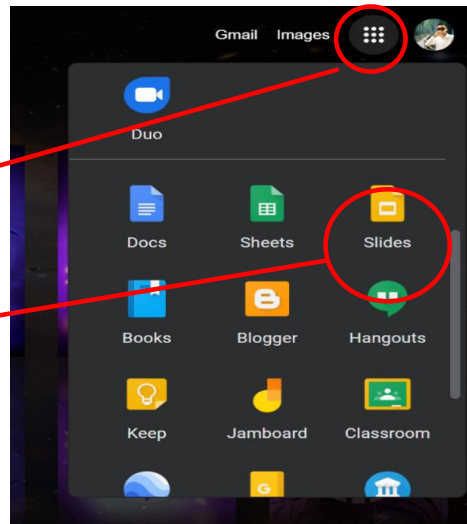 Gmail Images
Duo
Docs Sheets Slides
Books Blogger Hangouts
Keep Jamboard Classroom
G